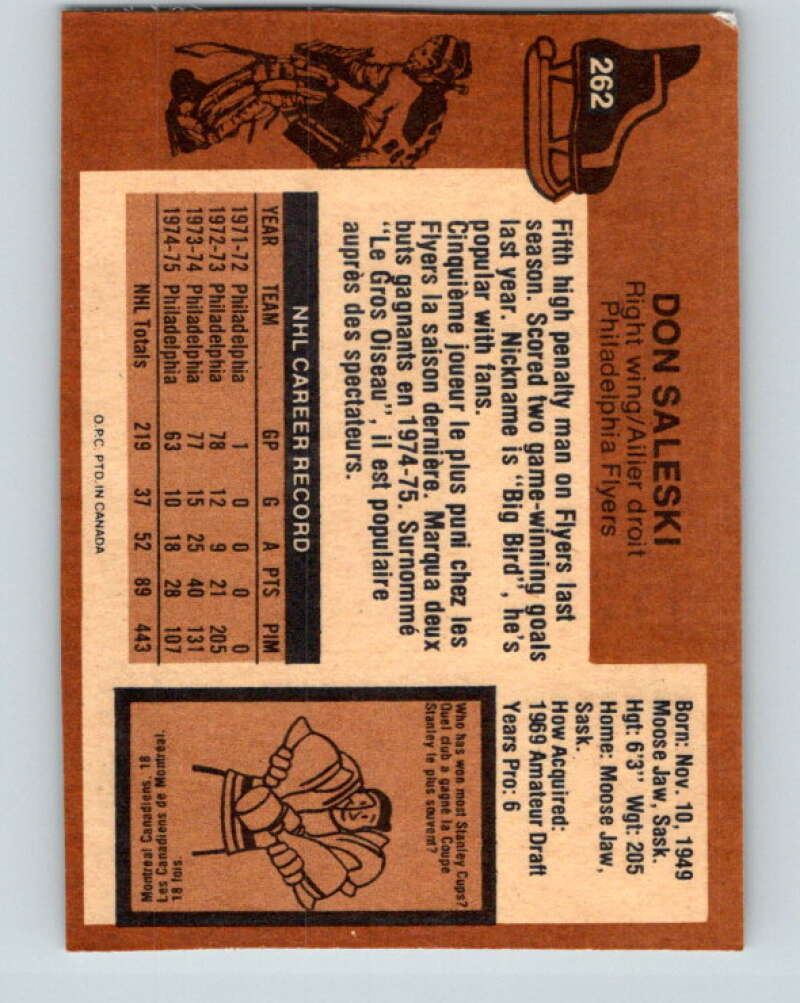 262
DON SALESKI
Right wing/Ailier droit
Philadelphia Flyers
Born: Nov. 10, 1949
Moose Jaw, Sask.
Hgt: 6'3" Wgt: 205
Home: Moose Jaw,
Sask.
How Acquired:
1969 Amateur Draft
Years Pro: 6
Fifth high penalty man on Flyers last
season. Scored two game-winning goals
last year. Nickname is "Big Bird", he's
popular with fans.
Cinquième joueur le plus puni chez les
Flyers la saison dernière. Marqua deux
buts gagnants en 1974-75. Surnommé
"Le Gros Oiseau", il est populaire
auprès des spectateurs.
NHL CAREER RECORD
YEAR TEAM GP G A PTS PIM
1971-72 Philadelphia 1 0 0 0 0
1972-73 Philadelphia 78 12 9 21 205
1973-74 Philadelphia 77 15 25 40 131
1974-75 Philadelphia 63 10 18 28 107
NHL Totals 219 37 52 89 443
Who has won most Stanley Cups?
Quel club a gagné la Coupe
Stanley le plus souvent?
Montreal Canadiens, 18
Les Canadiens de Montréal,
18 fois.
O.P.C. PTD. IN CANADA